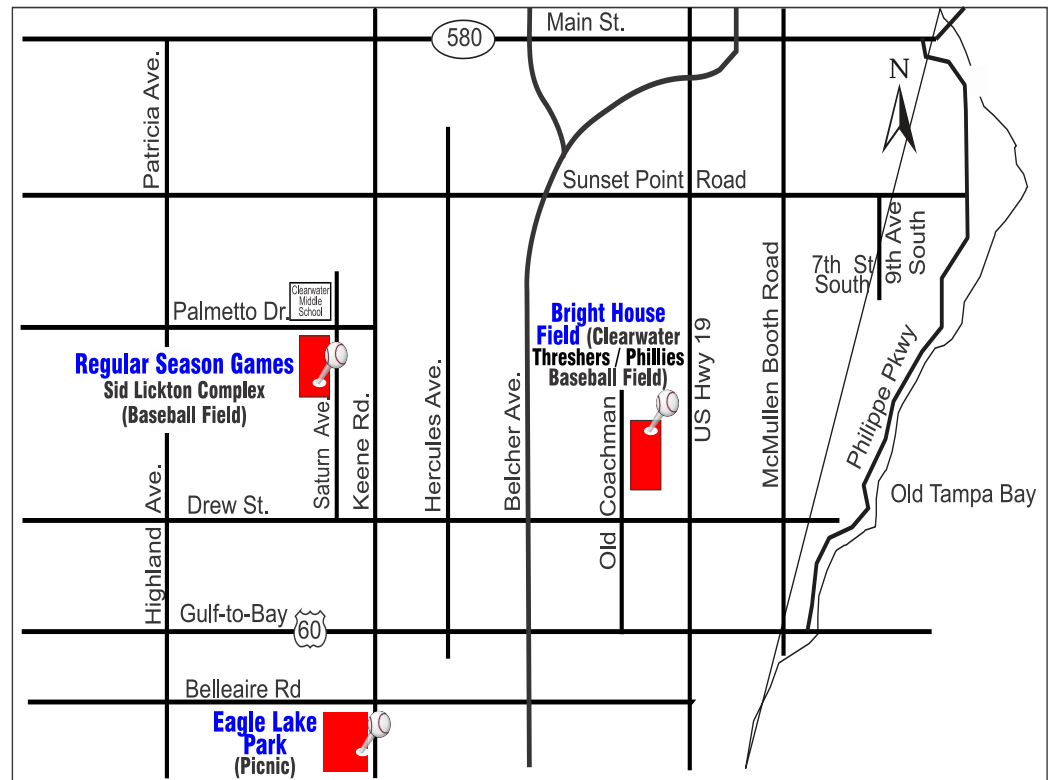 Main St.
580
N
Patricia Ave.
Sunset Point Road
9th Ave
South
7th St
South
McMullen Booth Road
Clearwater
Middle
School
Palmetto Dr.
Bright House
Field (Clearwater
Threshers / Phillies
Baseball Field)
US Hwy 19
Regular Season Games
Sid Lickton Complex
(Baseball Field)
Philippe Pkwy
Saturn Ave.
Keene Rd.
Hercules Ave.
Belcher Ave.
Old Coachman
Old Tampa Bay
Drew St.
Highland Ave.
Gulf-to-Bay
60
Belleaire Rd
Eagle Lake
Park
(Picnic)